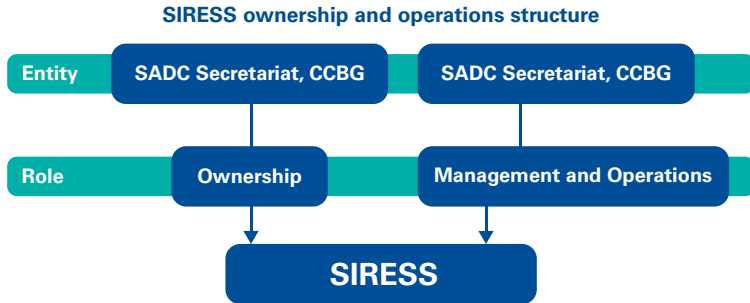 SIRESS ownership and operations structure
Entity
SADC Secretariat, CCBG
SADC Secretariat, CCBG
Role
Ownership
Management and Operations
SIRESS